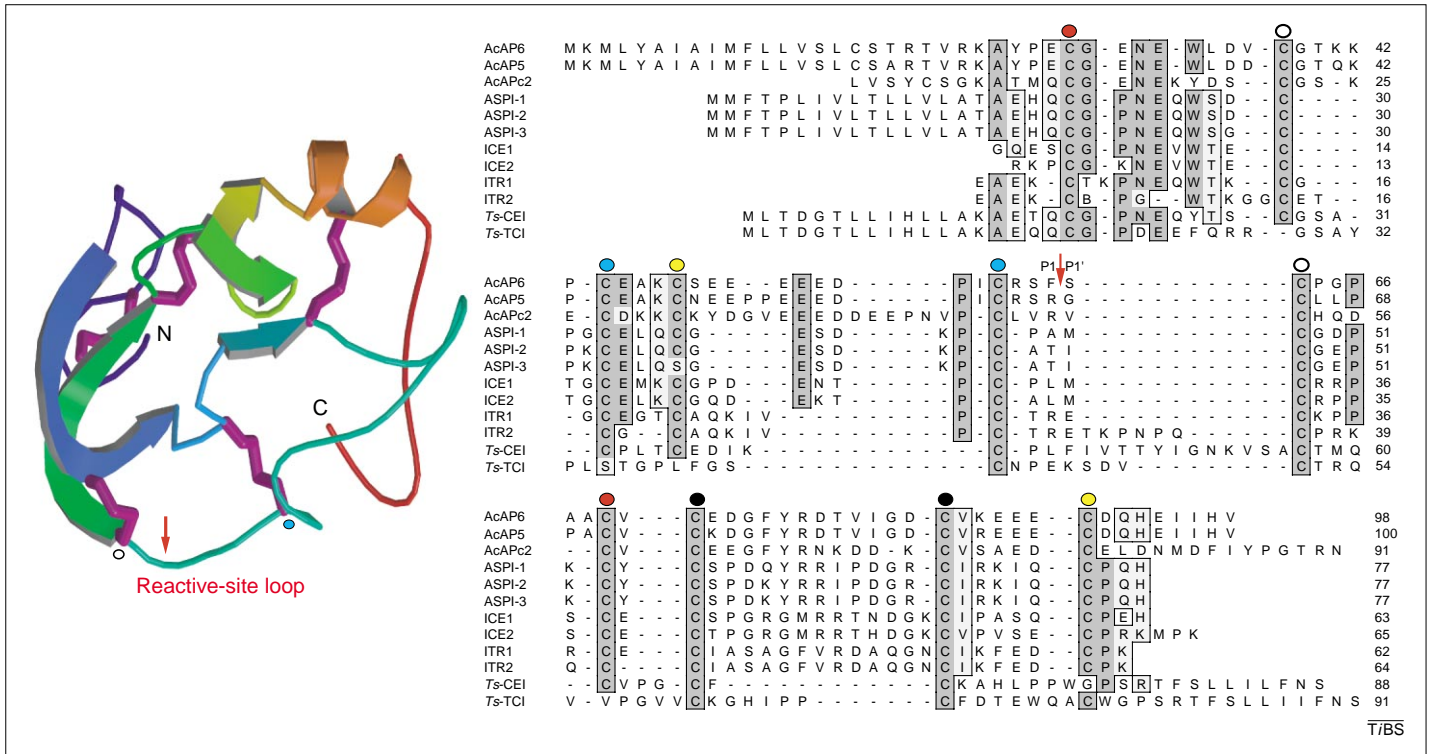 AcAP6 M K M L Y A I A I M F L L V S L C S T R T V R K A Y P E C G - E N E - W L D V - C G T K K 42
AcAP5 M K M L Y A I A I M F L L V S L C S A R T V R K A Y P E C G - E N E - W L D D - C G T Q K 42
AcAPc2 L V S Y C S G K A T M Q C G - E N E K Y D S - C G S - K 25
ASPI-1 M M F T P L I V L T L L V L A T A E H Q C G - P N E Q W S D - C - - - - 30
ASPI-2 M M F T P L I V L T L L V L A T A E H Q C G - P N E Q W S D - C - - - - 30
ASPI-3 M M F T P L I V L T L L V L A T A E H Q C G - P N E Q W S G - C - - - - 30
ICE1 G Q E S C G - P N E V W T E - C - - - - 14
ICE2 R K P C G - K N E V W T E - C - - - - 13
ITR1 E A E K - C T K P N E Q W T K - C G - - - 16
ITR2 E A E K - C B - P G - - W T K G G C E T - - 16
Ts-CEI M L T D G T L L I H L L A K A E T Q C G - P N E Q Y T S - C G S A - 31
Ts-TCI M L T D G T L L I H L L A K A E Q Q C G - P D E E F Q R R - - G S A Y 32
P1 P1'
AcAP6 P - C E A K C S E E - - E E E D - - - - - - P I C R S F S - - - - - - - - - - - - C P G P 66
AcAP5 P - C E A K C N E E P P E E E D - - - - - - P I C R S R G - - - - - - - - - - - - C L L P 68
AcAPc2 E - C D K K C K Y D G V E E E D D E E P N V P - C L V R V - - - - - - - - - - - - C H Q D 56
ASPI-1 P G C E L Q C G - - - - - E S D - - - - K P - C - P A M - - - - - - - - - - - - C G D P 51
ASPI-2 P K C E L Q C G - - - - - E S D - - - - K P - C - A T I - - - - - - - - - - - - C G E P 51
ASPI-3 P K C E L Q S G - - - - - E S D - - - - K P - C - A T I - - - - - - - - - - - - C G E P 51
ICE1 T G C E M K C G P D - - - E N T - - - - - - P - C - P L M - - - - - - - - - - - - C R R P 36
ICE2 T G C E L K C G Q D - - - E K T - - - - - - P - C - A L M - - - - - - - - - - - - C R P P 35
ITR1 - G C E G T C A Q K I V - - - - - - - - - - P - C - T R E - - - - - - - - - - - - C K P P 36
ITR2 - - C G - - C A Q K I V - - - - - - - - - - P - C - T R E T K P N P Q - - - - - - C P R K 39
Ts-CEI - - C P L T C E D I K - - - - - - - - - - - - - C - P L F I V T T Y I G N K V S A C T M Q 60
Ts-TCI P L S T G P L F G S - - - - - - - - - - - - - - C N P E K S D V - - - - - - - - - C T R Q 54
AcAP6 A A C V - - - C E D G F Y R D T V I G D - C V K E E E - - C D Q H E I I H V 98
AcAP5 P A C V - - - C K D G F Y R D T V I G D - C V R E E E - - C D Q H E I I H V 100
AcAPc2 - - C V - - - C E E G F Y R N K D D - K - C V S A E D - - C E L D N M D F I Y P G T R N 91
ASPI-1 K - C Y - - - C S P D Q Y R R I P D G R - C I R K I Q - - C P Q H 77
ASPI-2 K - C Y - - - C S P D K Y R R I P D G R - C I R K I Q - - C P Q H 77
ASPI-3 K - C Y - - - C S P D K Y R R I P D G R - C I R K I Q - - C P Q H 77
ICE1 S - C E - - - C S P G R G M R R T N D G K C I P A S Q - - C P E H 63
ICE2 S - C E - - - C T P G R G M R R T H D G K C V P V S E - - C P R K M P K 65
ITR1 R - C E - - - C I A S A G F V R D A Q G N C I K F E D - - C P K 62
ITR2 Q - C - - - - C I A S A G F V R D A Q G N C I K F E D - - C P K 64
Ts-CEI - - C V P G - C F - - - - - - - - - - - - C K A H L P P W G P S R T F S L L I L F N S 88
Ts-TCI V - V P G V V C K G H I P P - - - - - - - C F D T E W Q A C W G P S R T F S L L I I F N S 91
N
C
Reactive-site loop
TiBS